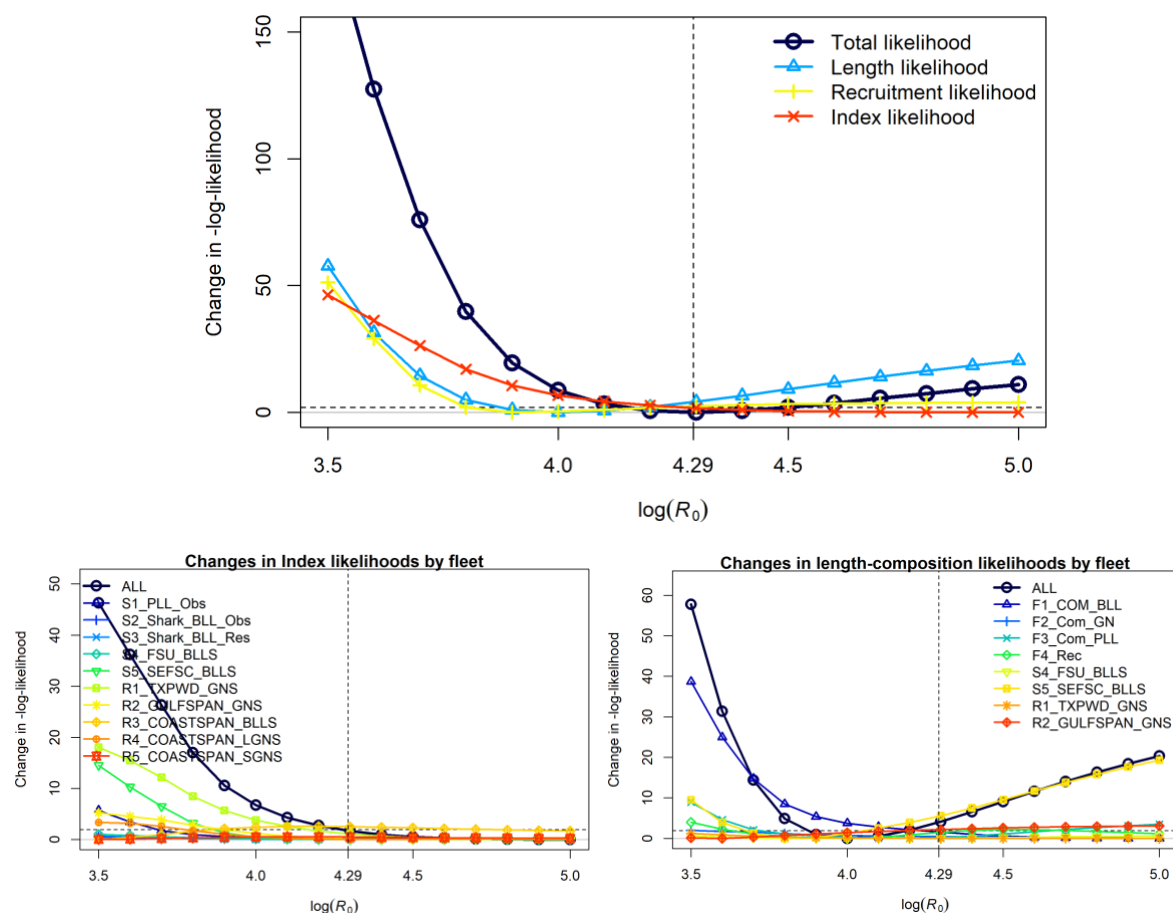 150
100
50
0
Change in -log-likelihood
Total likelihood
Length likelihood
Recruitment likelihood
Index likelihood
3.5 4.0 4.29 4.5 5.0
log(R₀)
Changes in Index likelihoods by fleet
50
40
30
20
10
0
Change in -log-likelihood
ALL
S1_PLL_Obs
S2_Shark_BLL_Obs
S3_Shark_BLL_Res
S4_FSU_BLLS
S5_SEFSC_BLLS
R1_TXPWD_GNS
R2_GULFSPAN_GNS
R3_COASTSPAN_BLLS
R4_COASTSPAN_LGNS
R5_COASTSPAN_SGNS
3.5 4.0 4.29 4.5 5.0
log(R₀)
Changes in length-composition likelihoods by fleet
60
50
40
30
20
10
0
Change in -log-likelihood
ALL
F1_COM_BLL
F2_Com_GN
F3_Com_PLL
F4_Rec
S4_FSU_BLLS
S5_SEFSC_BLLS
R1_TXPWD_GNS
R2_GULFSPAN_GNS
3.5 4.0 4.29 4.5 5.0
log(R₀)